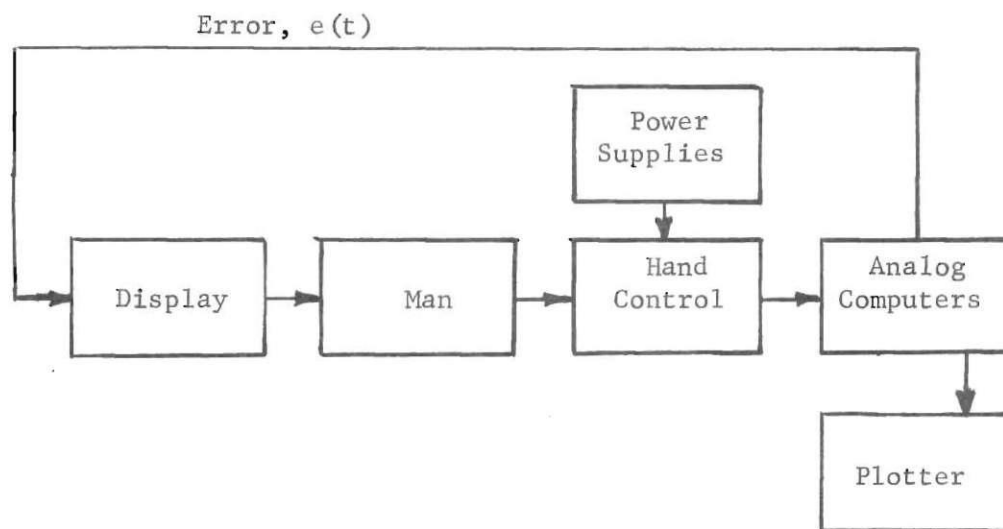 Error, e(t)
Power
Supplies
Display
Man
Hand
Control
Analog
Computers
Plotter